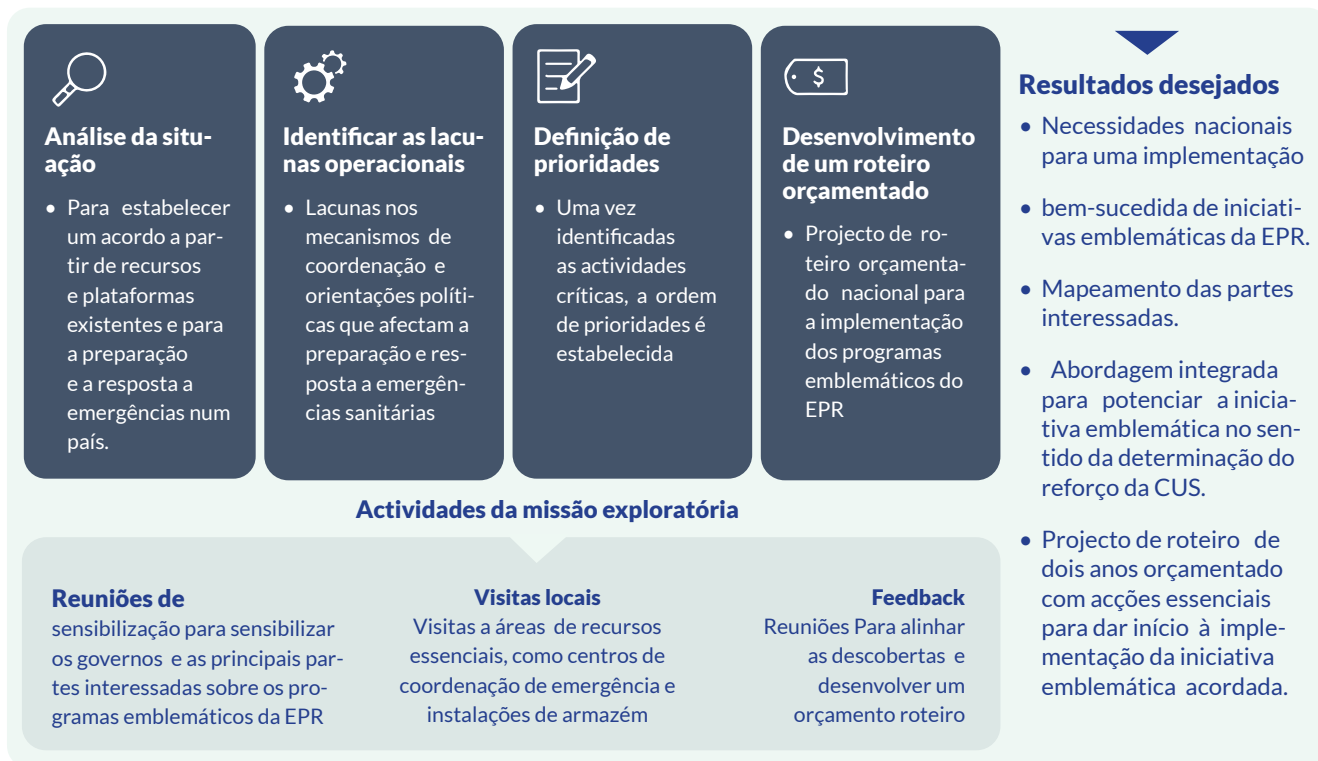 Análise da situ-
ação
Para estabelecer
um acordo a par-
tir de recursos
e plataformas
existentes e para
a preparação
e a resposta a
emergências num
país.
Identificar as lacu-
nas operacionais
Lacunas nos
mecanismos de
coordenação e
orientações políti-
cas que afectam a
preparação e res-
posta a emergên-
cias sanitárias
Definição de
prioridades
Uma vez
identificadas
as actividades
críticas, a ordem
de prioridades é
estabelecida
$
Desenvolvimento
de um roteiro
orçamentado
Projecto de ro-
teiro orçamenta-
do nacional para
a implementação
dos programas
emblemáticos do
EPR
Actividades da missão exploratória
Reuniões de
sensibilização para sensibilizar
os governos e as principais par-
tes interessadas sobre os pro-
gramas emblemáticos da EPR
Visitas locais
Visitas a áreas de recursos
essenciais, como centros de
coordenação de emergência e
instalações de armazém
Feedback
Reuniões Para alinhar
as descobertas e
desenvolver um
orçamento roteiro
Resultados desejados
Necessidades nacionais
para uma implementação
bem-sucedida de iniciati-
vas emblemáticas da EPR.
Mapeamento das partes
interessadas.
Abordagem integrada
para potenciar a inicia-
tiva emblemática no sen-
tido da determinação do
reforço da CUS.
Projecto de roteiro de
dois anos orçamentado
com acções essenciais
para dar início à imple-
mentação da iniciativa
emblemática acordada.